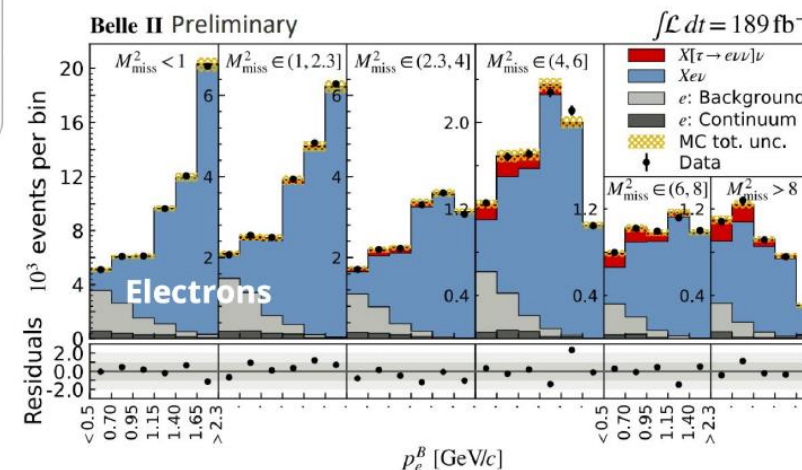 Belle II Preliminary
∫ℒ dt = 189 fb⁻
M²miss < 1
M²miss ∈ (1, 2.3]
M²miss ∈ (2.3, 4]
M²miss ∈ (4, 6]
X[τ → eνν]ν
Xeν
e: Background
e: Continuum
MC tot. unc.
Data
M²miss ∈ (6, 8]
M²miss > 8
10³ events per bin
20
16
12
8
4
0
6
4
2
6
4
2
2.0
1.2
0.4
1.2
0.4
1.2
0.4
Electrons
Residuals
2.0
0.0
-2.0
< 0.5
0.70
0.95
1.15
1.40
1.65
> 2.3
< 0.5
0.70
0.95
1.15
1.40
> 2.3
pᴮₑ [GeV/c]